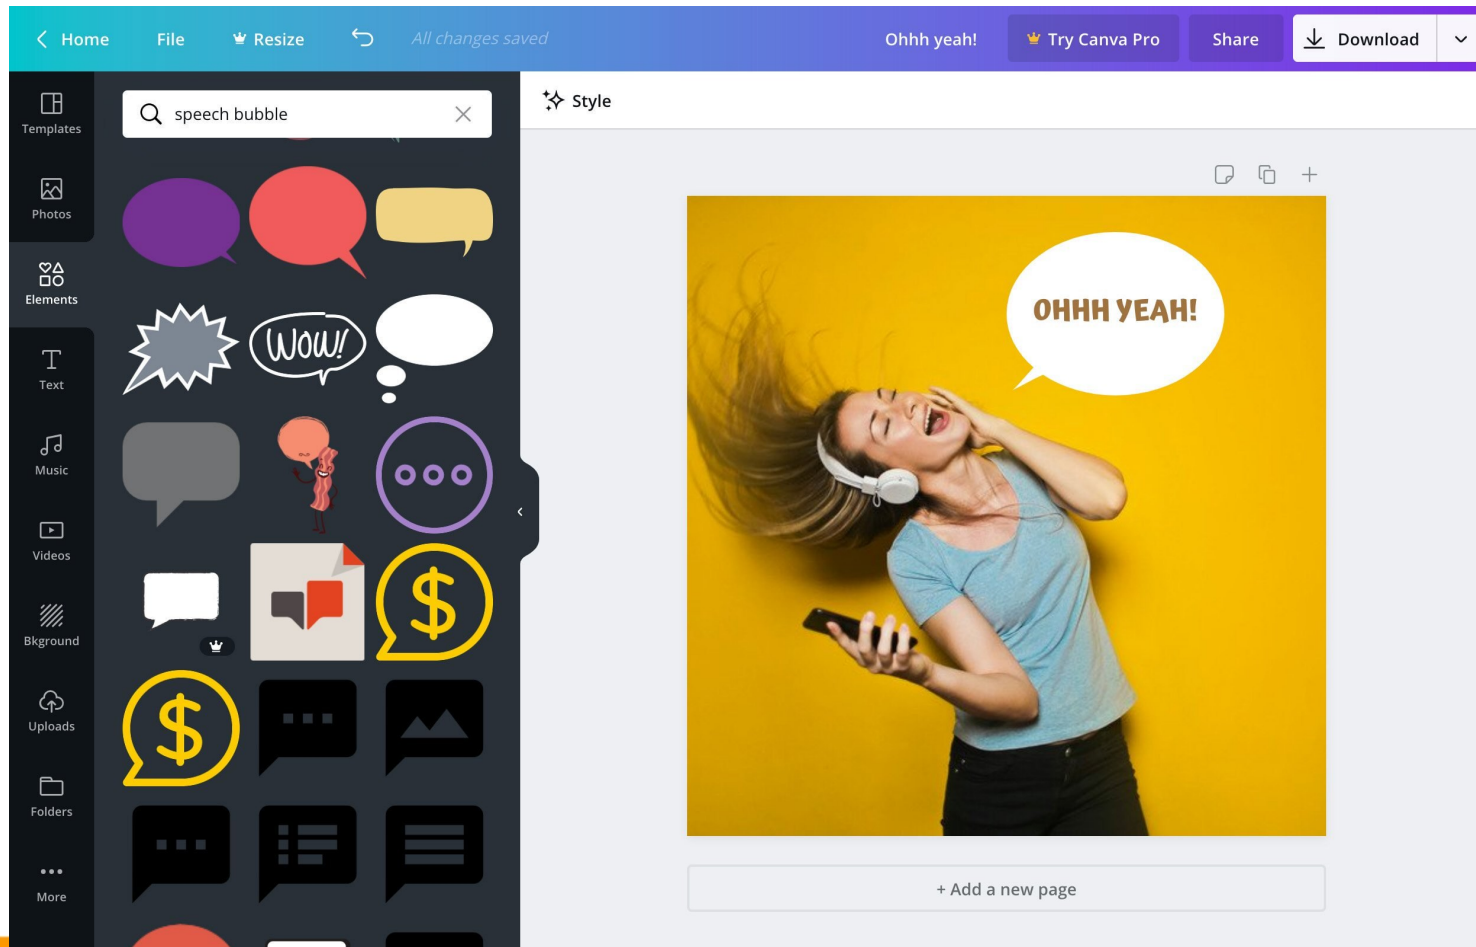 Home File Resize All changes saved Ohhh yeah! Try Canva Pro Share Download
Templates
Photos
Elements
Text
Music
Videos
Bkground
Uploads
Folders
More
speech bubble
Wow!
$
$
Style
OHHH YEAH!
+ Add a new page